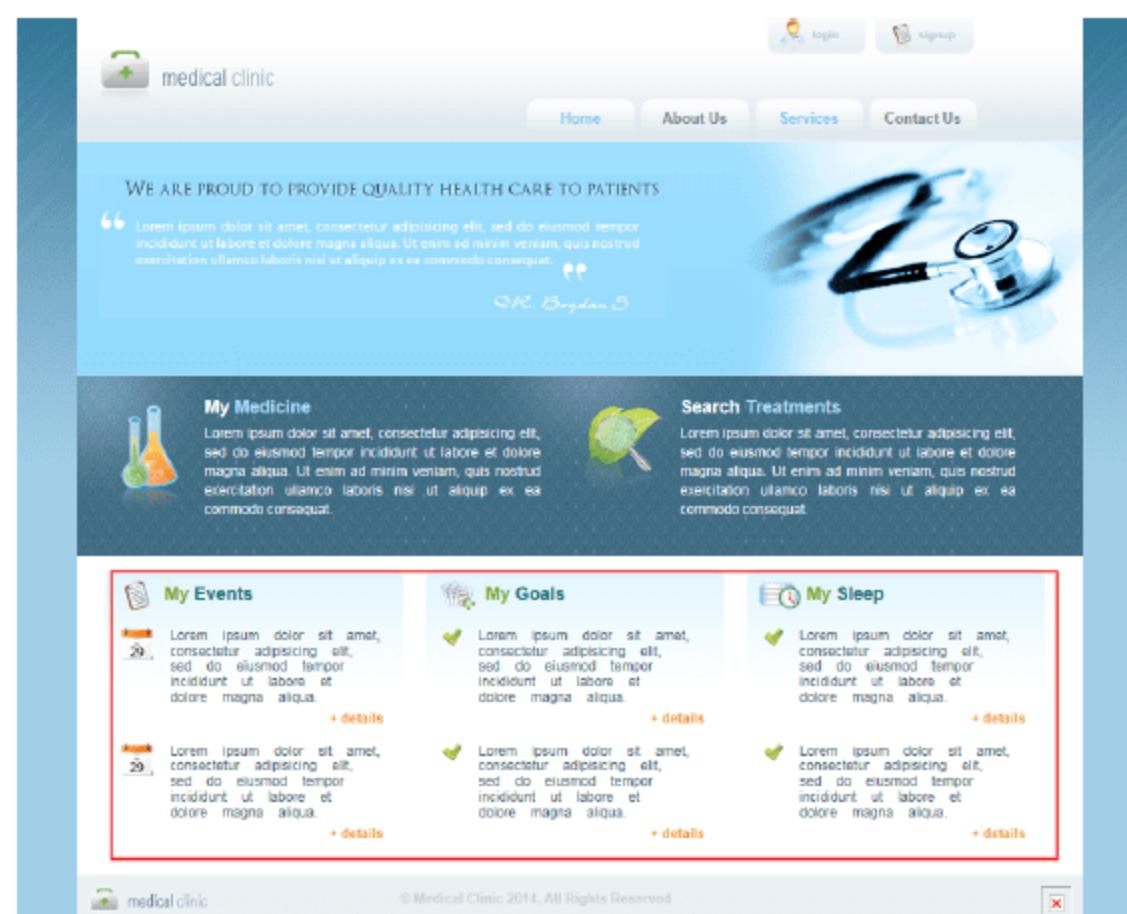 login
signup
medical clinic
Home
About Us
Services
Contact Us
WE ARE PROUD TO PROVIDE QUALITY HEALTH CARE TO PATIENTS
“ Lorem ipsum dolor sit amet, consectetur adipisicing elit, sed do eiusmod tempor
incididunt ut labore et dolore magna aliqua. Ut enim ad minim veniam, quis nostrud
exercitation ullamco laboris nisi ut aliquip ex ea commodo consequat. ”
DR. Bogdan S
My Medicine
Lorem ipsum dolor sit amet, consectetur adipisicing elit,
sed do eiusmod tempor incididunt ut labore et dolore
magna aliqua. Ut enim ad minim veniam, quis nostrud
exercitation ullamco laboris nisi ut aliquip ex ea
commodo consequat.
Search Treatments
Lorem ipsum dolor sit amet, consectetur adipisicing elit,
sed do eiusmod tempor incididunt ut labore et dolore
magna aliqua. Ut enim ad minim veniam, quis nostrud
exercitation ullamco laboris nisi ut aliquip ex ea
commodo consequat.
My Events
29
Lorem ipsum dolor sit amet,
consectetur adipisicing elit,
sed do eiusmod tempor
incididunt ut labore et
dolore magna aliqua.
+ details
29
Lorem ipsum dolor sit amet,
consectetur adipisicing elit,
sed do eiusmod tempor
incididunt ut labore et
dolore magna aliqua.
+ details
My Goals
Lorem ipsum dolor sit amet,
consectetur adipisicing elit,
sed do eiusmod tempor
incididunt ut labore et
dolore magna aliqua.
+ details
Lorem ipsum dolor sit amet,
consectetur adipisicing elit,
sed do eiusmod tempor
incididunt ut labore et
dolore magna aliqua.
+ details
My Sleep
Lorem ipsum dolor sit amet,
consectetur adipisicing elit,
sed do eiusmod tempor
incididunt ut labore et
dolore magna aliqua.
+ details
Lorem ipsum dolor sit amet,
consectetur adipisicing elit,
sed do eiusmod tempor
incididunt ut labore et
dolore magna aliqua.
+ details
medical clinic
© Medical Clinic 2014. All Rights Reserved